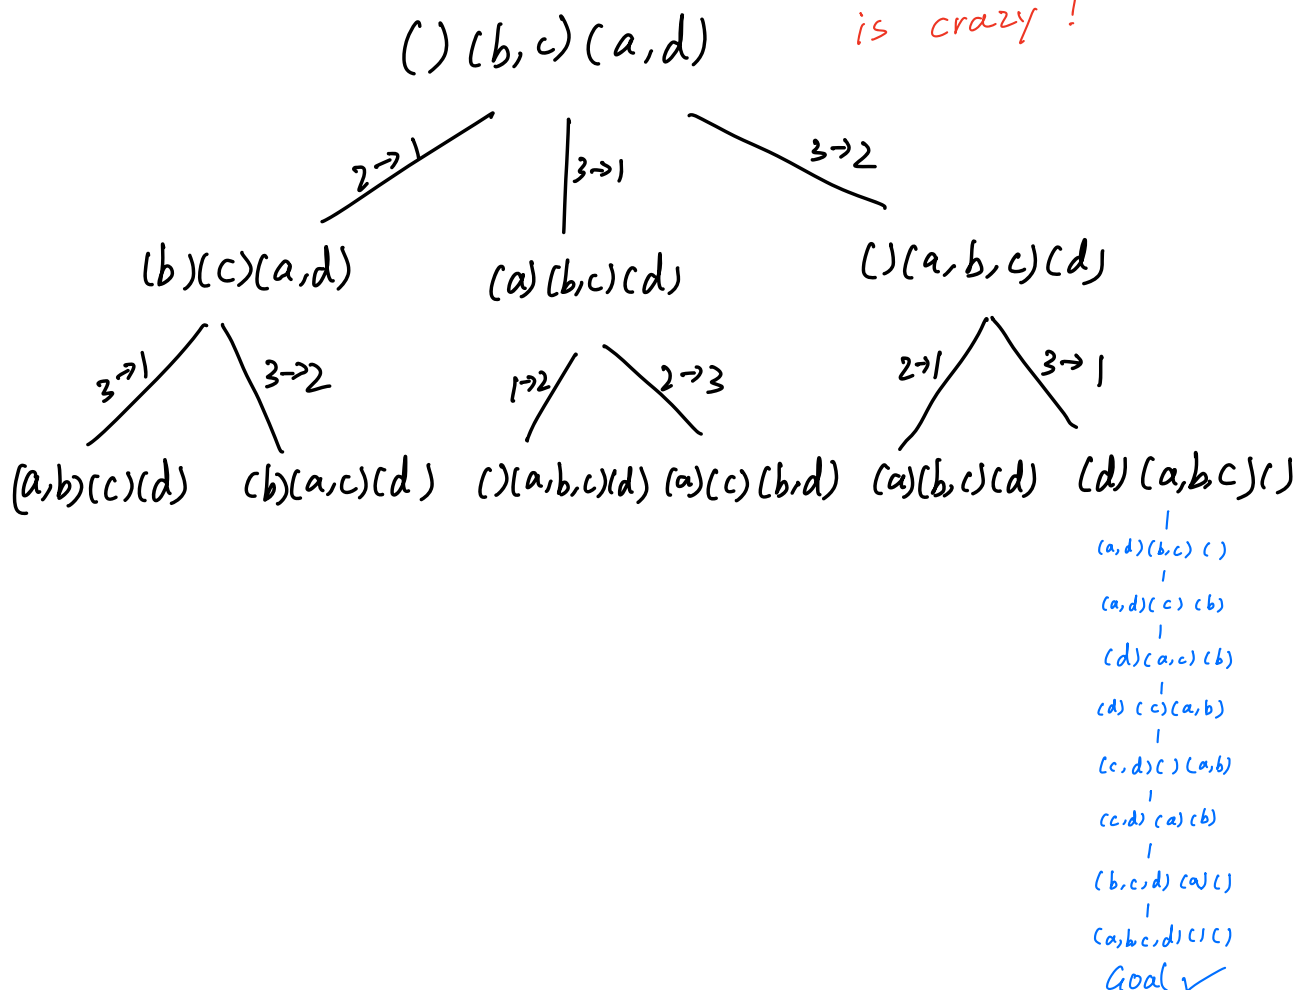 is crazy!
()(b,c)(a,d)
2→1 3→1 3→2
(b)(c)(a,d) (a)(b,c)(d) ()(a,b,c)(d)
3→1 3→2 1→2 2→3 2→1 3→1
(a,b)(c)(d) (b)(a,c)(d) ()(a,b,c)(d) (a)(c)(b,d) (a)(b,c)(d) (d)(a,b,c)()
(a,d)(b,c)()
(a,d)(c)(b)
(d)(a,c)(b)
(d)(c)(a,b)
(c,d)()(a,b)
(c,d)(a)(b)
(b,c,d)(a)()
(a,b,c,d)()()
Goal ✓